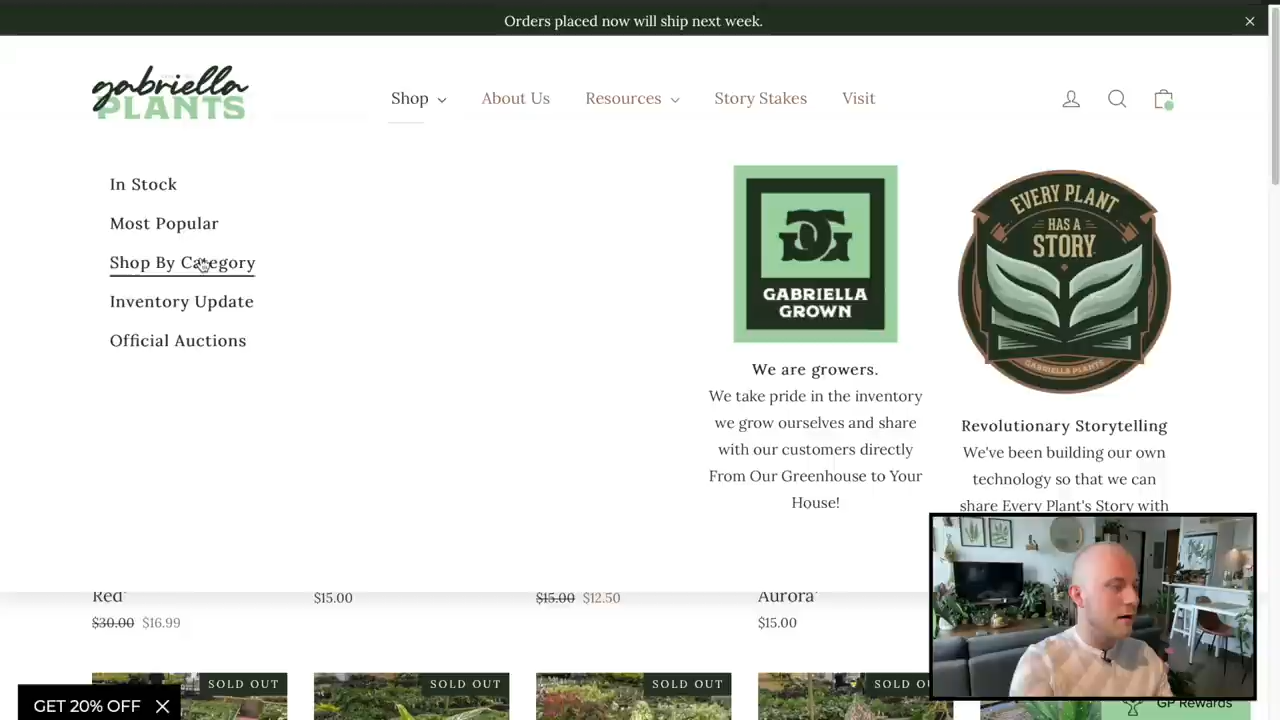 Orders placed now will ship next week.
gabriella
PLANTS
Shop
About Us
Resources
Story Stakes
Visit
In Stock
Most Popular
Shop By Category
Inventory Update
Official Auctions
GABRIELLA
GROWN
We are growers.
We take pride in the inventory
we grow ourselves and share
with our customers directly
From Our Greenhouse to Your
House!
EVERY PLANT
HAS A
STORY
GABRIELLA PLANTS
Revolutionary Storytelling
We've been building our own
technology so that we can
share Every Plant's Story with
Red'
$30.00 $16.99
$15.00
$15.00 $12.50
Aurora'
$15.00
SOLD OUT
SOLD OUT
SOLD OUT
SOLD OU
GET 20% OFF
GP Rewards